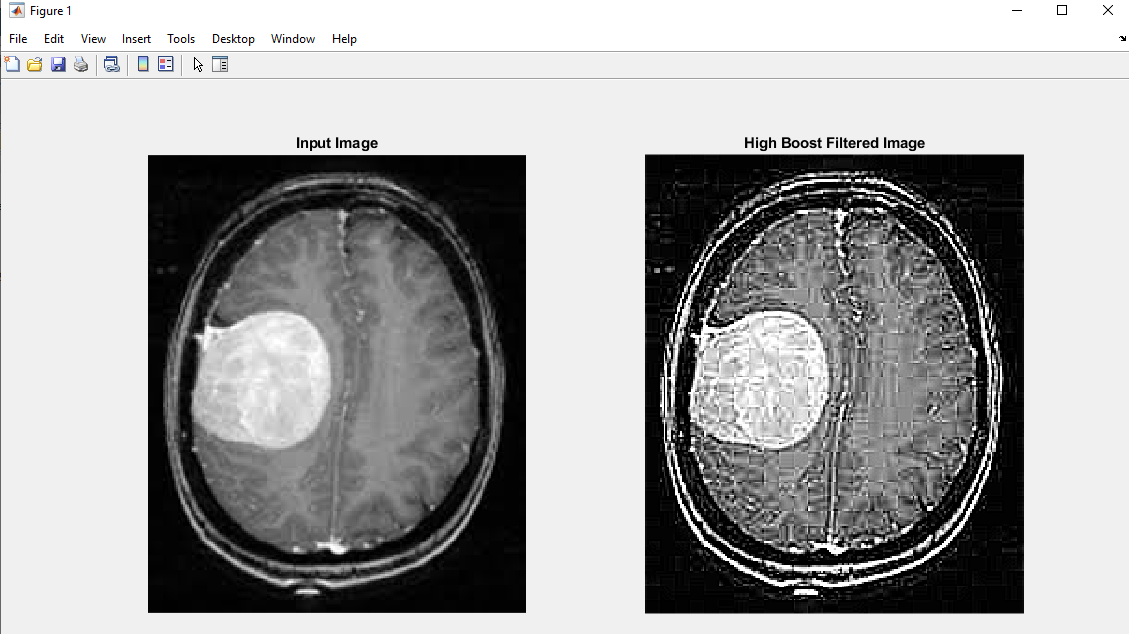 Figure 1
File Edit View Insert Tools Desktop Window Help
Input Image
High Boost Filtered Image